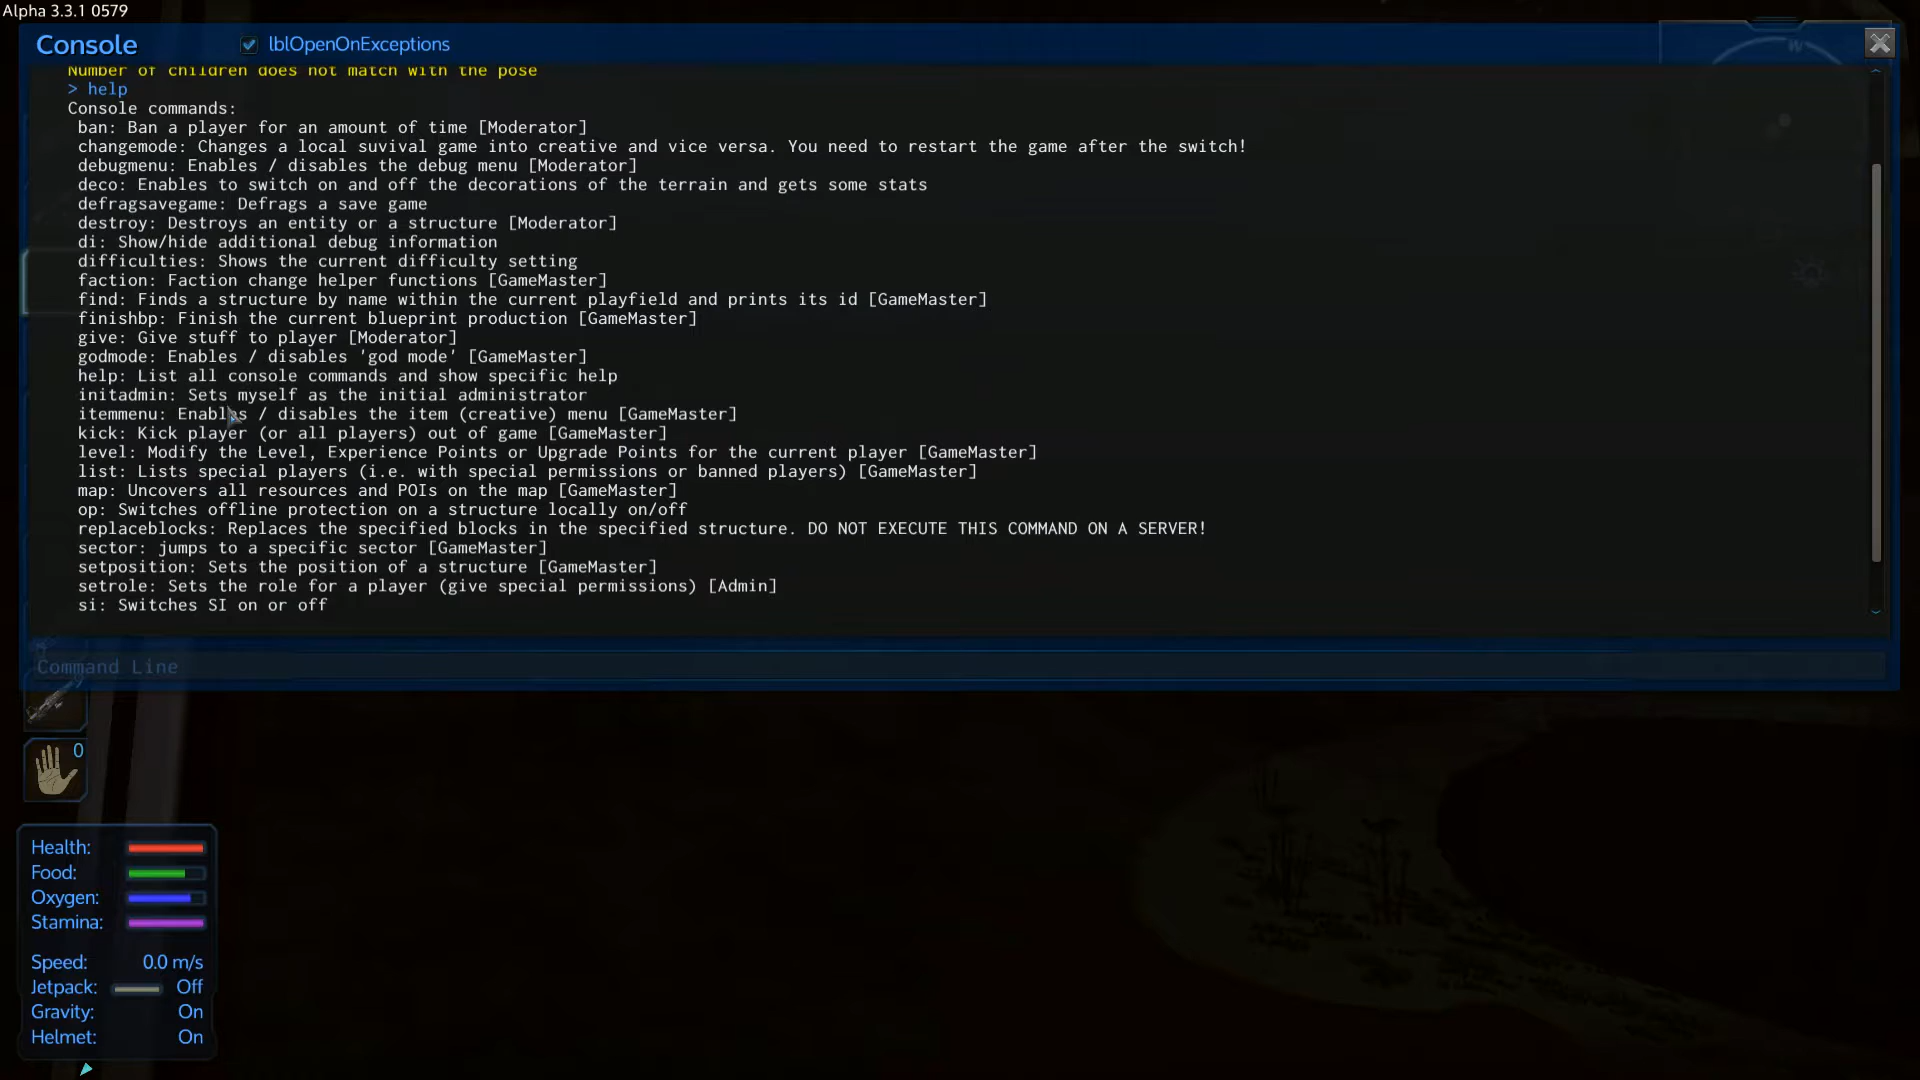 Alpha 3.3.1 0579
Console
lblOpenOnExceptions
W
Number of children does not match with the pose
> help
Console commands:
ban: Ban a player for an amount of time [Moderator]
changemode: Changes a local suvival game into creative and vice versa. You need to restart the game after the switch!
debugmenu: Enables / disables the debug menu [Moderator]
deco: Enables to switch on and off the decorations of the terrain and gets some stats
defragsavegame: Defrags a save game
destroy: Destroys an entity or a structure [Moderator]
di: Show/hide additional debug information
difficulties: Shows the current difficulty setting
faction: Faction change helper functions [GameMaster]
find: Finds a structure by name within the current playfield and prints its id [GameMaster]
finishbp: Finish the current blueprint production [GameMaster]
give: Give stuff to player [Moderator]
godmode: Enables / disables 'god mode' [GameMaster]
help: List all console commands and show specific help
initadmin: Sets myself as the initial administrator
itemmenu: Enables / disables the item (creative) menu [GameMaster]
kick: Kick player (or all players) out of game [GameMaster]
level: Modify the Level, Experience Points or Upgrade Points for the current player [GameMaster]
list: Lists special players (i.e. with special permissions or banned players) [GameMaster]
map: Uncovers all resources and POIs on the map [GameMaster]
op: Switches offline protection on a structure locally on/off
replaceblocks: Replaces the specified blocks in the specified structure. DO NOT EXECUTE THIS COMMAND ON A SERVER!
sector: jumps to a specific sector [GameMaster]
setposition: Sets the position of a structure [GameMaster]
setrole: Sets the role for a player (give special permissions) [Admin]
si: Switches SI on or off
Command Line
0
Health:
Food:
Oxygen:
Stamina:
Speed: 0.0 m/s
Jetpack: Off
Gravity: On
Helmet: On